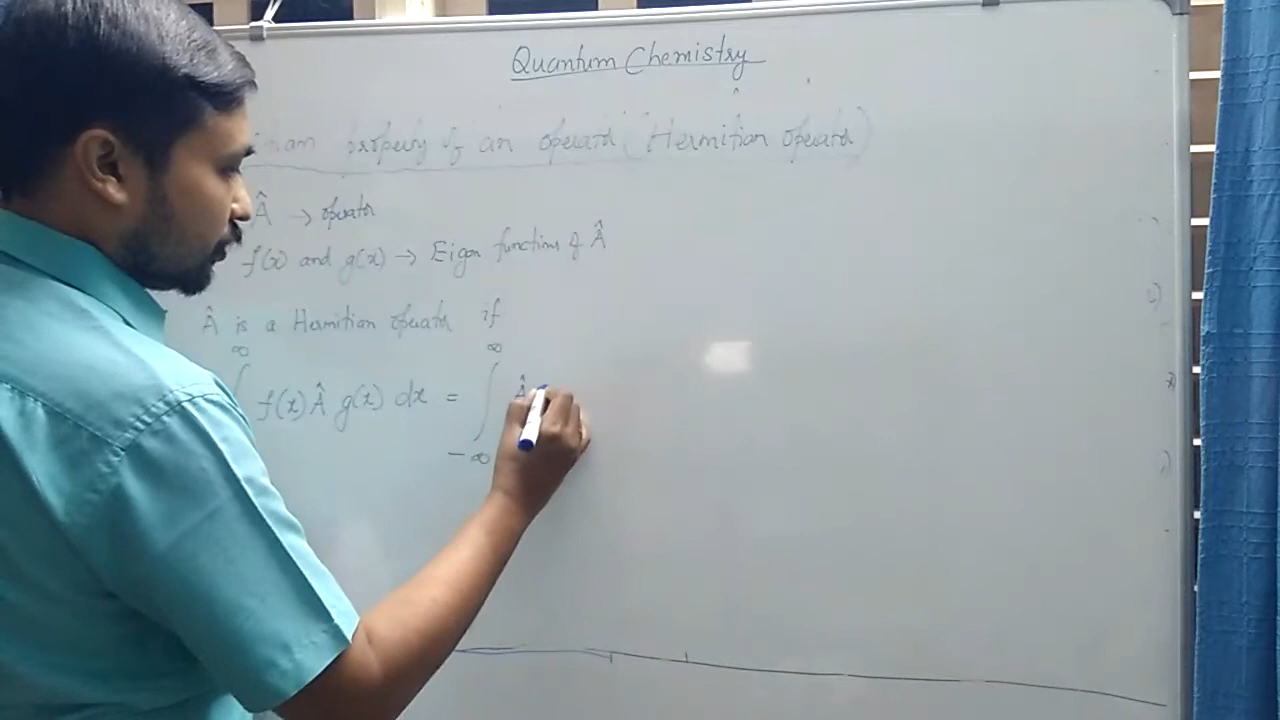 Quantum Chemistry
property of an operator (Hermitian operator)
Â → operator
f(x) and g(x) → Eigen functions of Â
Â is a Hermitian operator if
∞ ∞
∫ f(x) Â g(x) dx = ∫ Â
-∞